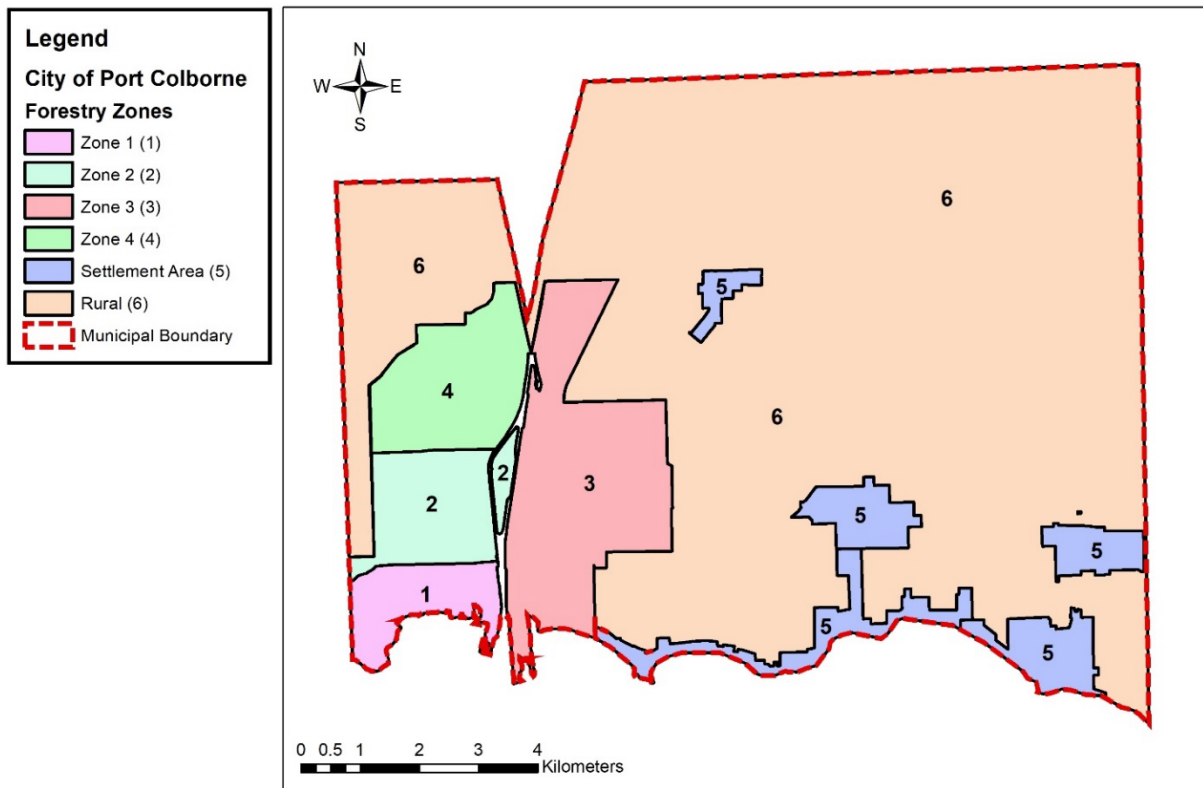 Legend
City of Port Colborne
Forestry Zones
Zone 1 (1)
Zone 2 (2)
Zone 3 (3)
Zone 4 (4)
Settlement Area (5)
Rural (6)
Municipal Boundary
N
W E
S
6
6
5
4
6
2
3
2
5
5
1
5
5
0 0.5 1 2 3 4
Kilometers